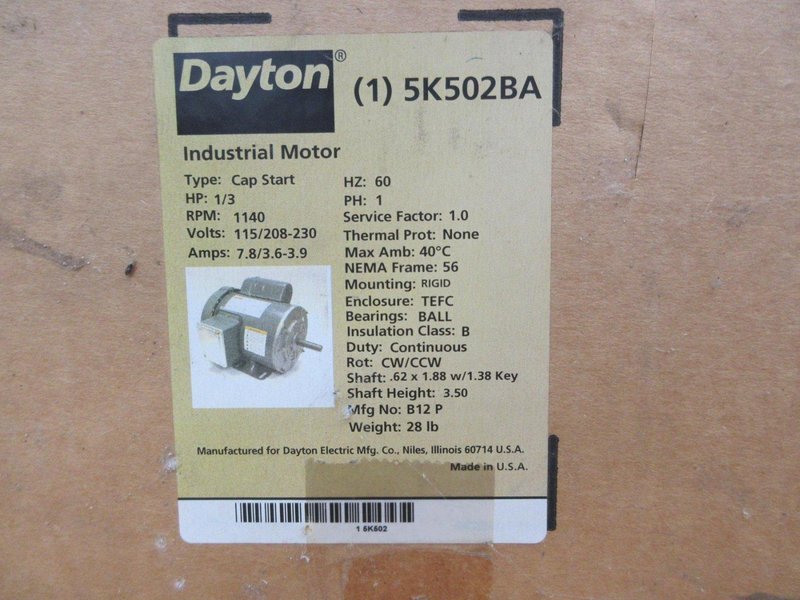 Dayton®
(1) 5K502BA
Industrial Motor
Type: Cap Start
HP: 1/3
RPM: 1140
Volts: 115/208-230
Amps: 7.8/3.6-3.9
HZ: 60
PH: 1
Service Factor: 1.0
Thermal Prot: None
Max Amb: 40°C
NEMA Frame: 56
Mounting: RIGID
Enclosure: TEFC
Bearings: BALL
Insulation Class: B
Duty: Continuous
Rot: CW/CCW
Shaft: .62 x 1.88 w/1.38 Key
Shaft Height: 3.50
Mfg No: B12 P
Weight: 28 lb
Manufactured for Dayton Electric Mfg. Co., Niles, Illinois 60714 U.S.A.
Made in U.S.A.
1 5K502